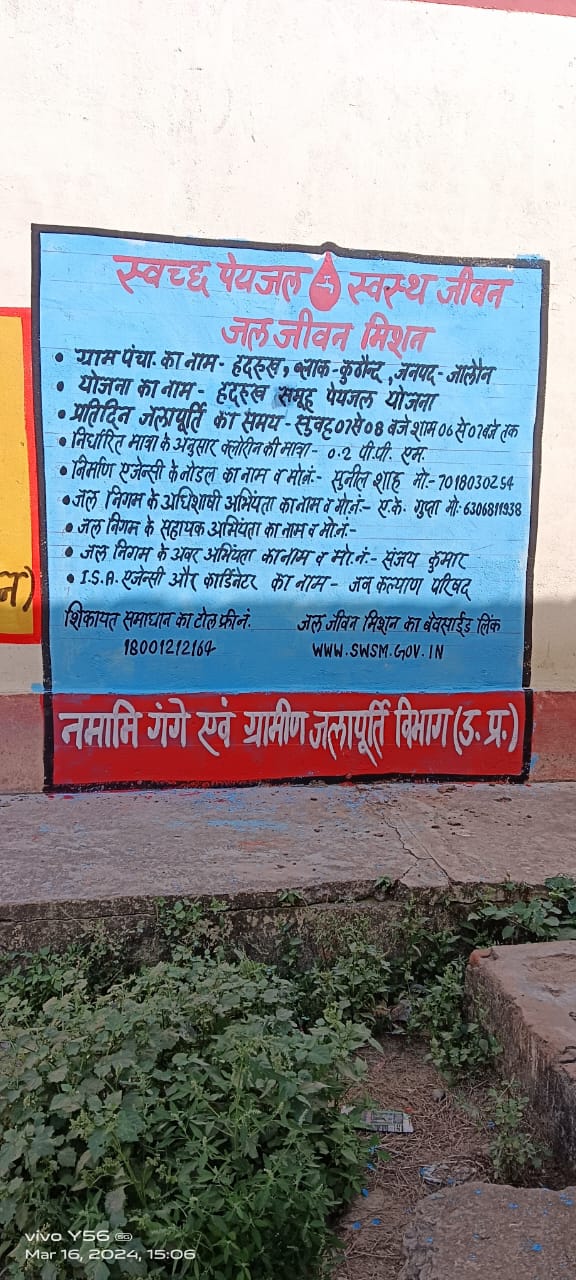 स्वच्छ पेयजल स्वस्थ जीवन
जल जीवन मिशन
• ग्राम पंचा. का नाम - हदरुख, ब्लाक - कुठौन्द, जनपद - जालौन
• योजना का नाम - हदरुख समूह पेयजल योजना
• प्रतिदिन जलापूर्ति का समय - सुवह 07 से 08 बजे शाम 06 से 07 बजे तक
• निर्धारित मात्रा के अनुसार क्लोरीन की मात्रा - 0.2 पी.पी. एम.
• निर्माण एजेन्सी के नोडल का नाम व मो.नं.- सुनील शाह मो.- 7018030254
• जल निगम के अधिशाषी अभियंता का नाम व मो.नं.- ए.के. गुप्ता मो. 6306811938
• जल निगम के सहायक अभियंता का नाम व मो.नं.-
• जल निगम के अवर अभियंता का नाम व मो.नं.- संजय कुमार
• I.S.A. एजेन्सी और कार्डिनेटर का नाम - जन कल्याण परिषद्
शिकायत समाधान का टोल फ्री नं. जल जीवन मिशन का बेवसाईड लिंक
18001212164 WWW.SWSM.GOV.IN
नमामि गंगे एवं ग्रामीण जलापूर्ति विभाग (उ. प्र.)
न)
vivo Y56 5G
Mar 16, 2024, 15:06